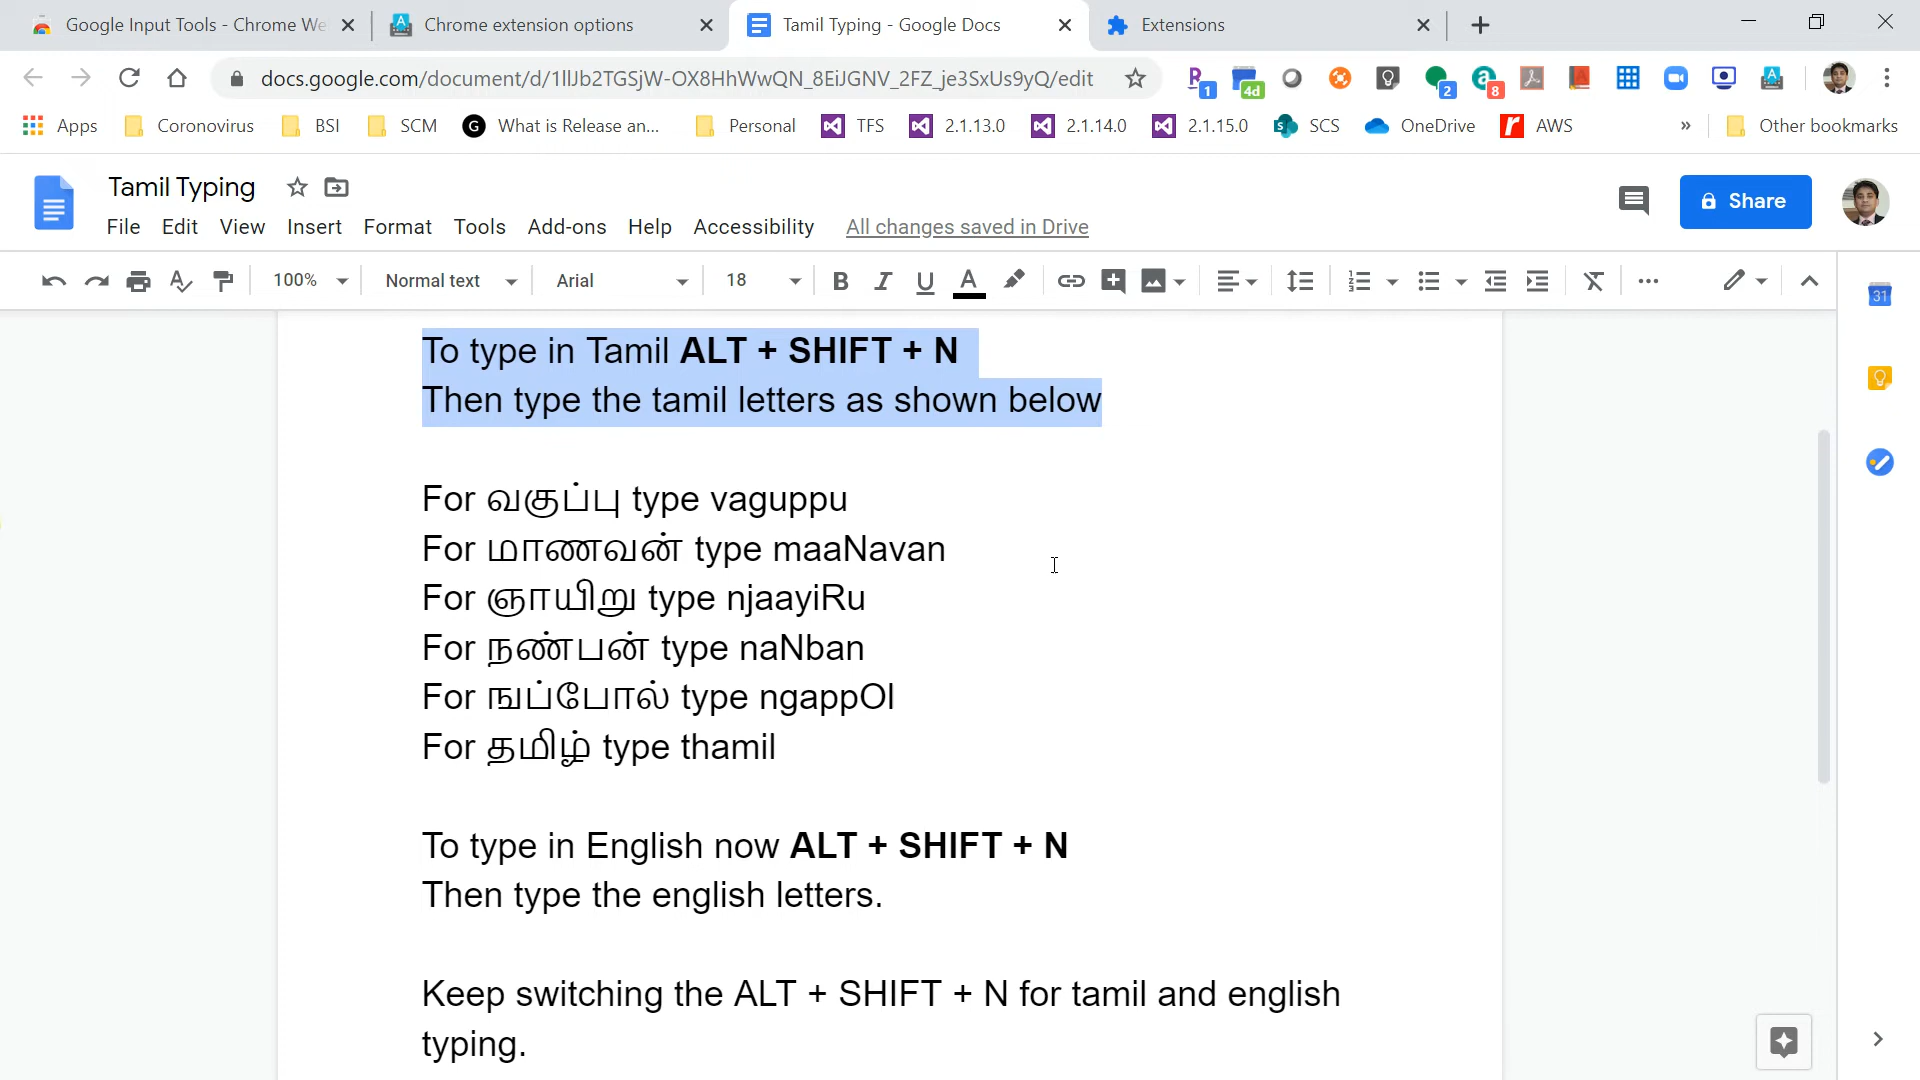 Google Input Tools - Chrome We
Chrome extension options
Tamil Typing - Google Docs
Extensions
docs.google.com/document/d/1llJb2TGSjW-OX8HhWwQN_8EiJGNV_2FZ_je3SxUs9yQ/edit
1
4d
2
8
Apps
Coronovirus
BSI
SCM
What is Release an...
Personal
TFS
2.1.13.0
2.1.14.0
2.1.15.0
SCS
OneDrive
AWS
Other bookmarks
Tamil Typing
Share
File Edit View Insert Format Tools Add-ons Help Accessibility All changes saved in Drive
100% Normal text Arial 18
31
To type in Tamil ALT + SHIFT + N
Then type the tamil letters as shown below
For வகுப்பு type vaguppu
For மாணவன் type maaNavan
For ஞாயிறு type njaayiRu
For நண்பன் type naNban
For ஙப்போல் type ngappOl
For தமிழ் type thamil
To type in English now ALT + SHIFT + N
Then type the english letters.
Keep switching the ALT + SHIFT + N for tamil and english
typing.